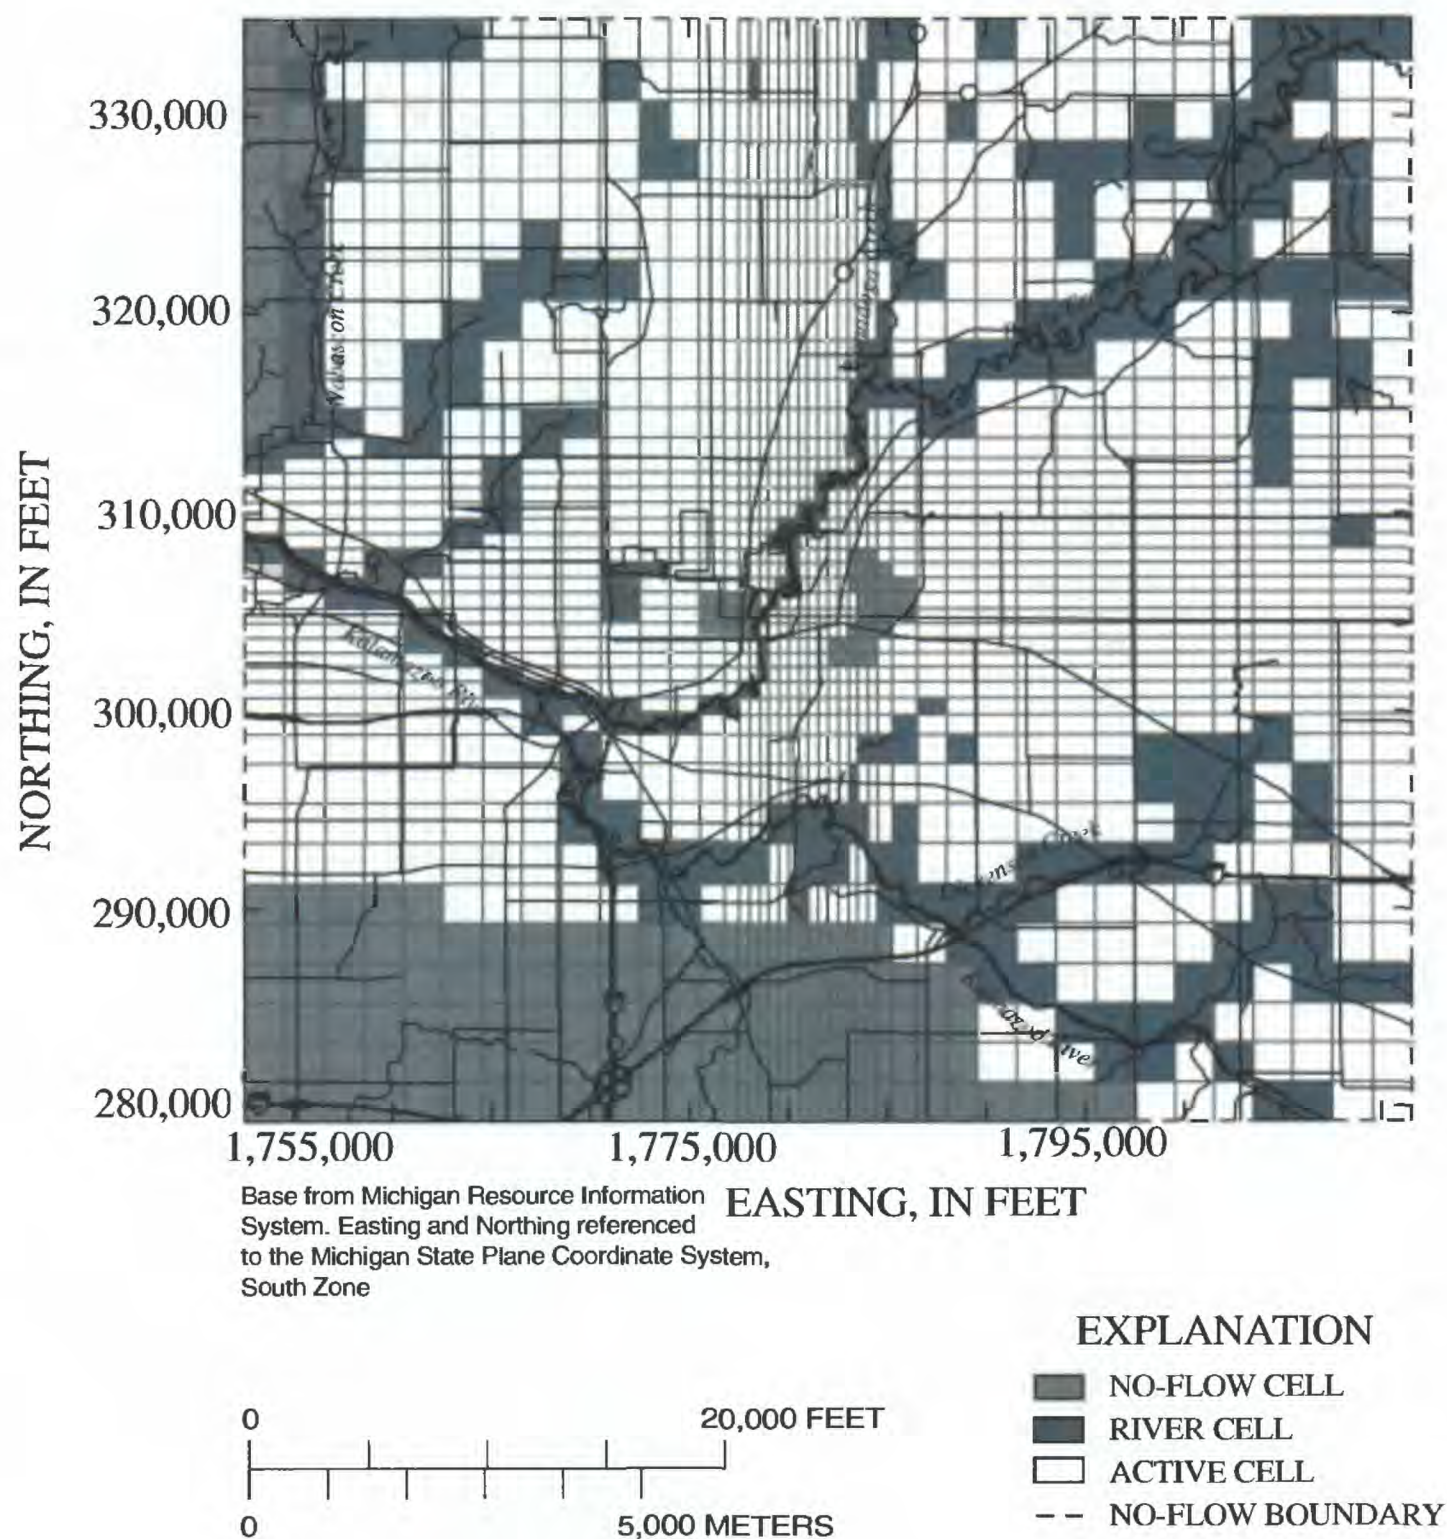 NORTHING, IN FEET
330,000
320,000
310,000
300,000
290,000
280,000
1,755,000 1,775,000 1,795,000
EASTING, IN FEET
Kalamazoo River
River
Base from Michigan Resource Information
System. Easting and Northing referenced
to the Michigan State Plane Coordinate System,
South Zone
0 20,000 FEET
0 5,000 METERS
EXPLANATION
NO-FLOW CELL
RIVER CELL
ACTIVE CELL
NO-FLOW BOUNDARY